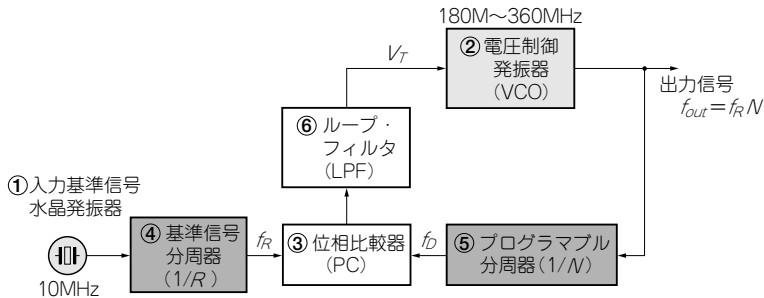 180M～360MHz
②電圧制御
発振器
(VCO)
V_T
出力信号
f_out＝f_R N
⑥ループ・
フィルタ
(LPF)
①入力基準信号
水晶発振器
10MHz
④基準信号
分周器
(1/R)
f_R
③位相比較器
(PC)
f_D
⑤プログラマブル
分周器(1/N)